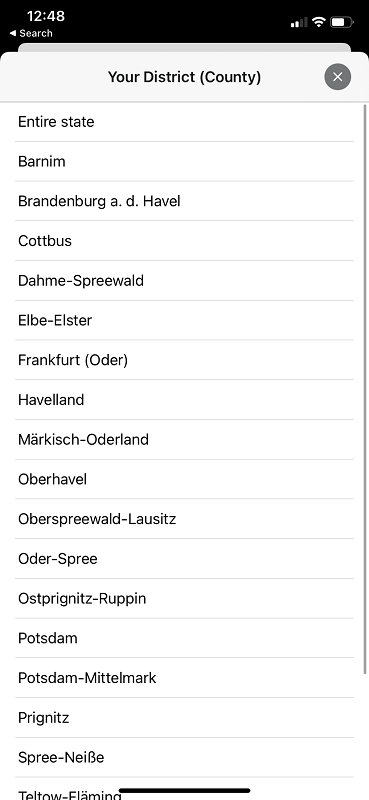 12:48
Search
Your District (County)
Entire state
Barnim
Brandenburg a. d. Havel
Cottbus
Dahme-Spreewald
Elbe-Elster
Frankfurt (Oder)
Havelland
Märkisch-Oderland
Oberhavel
Oberspreewald-Lausitz
Oder-Spree
Ostprignitz-Ruppin
Potsdam
Potsdam-Mittelmark
Prignitz
Spree-Neiße
Teltow-Fläming